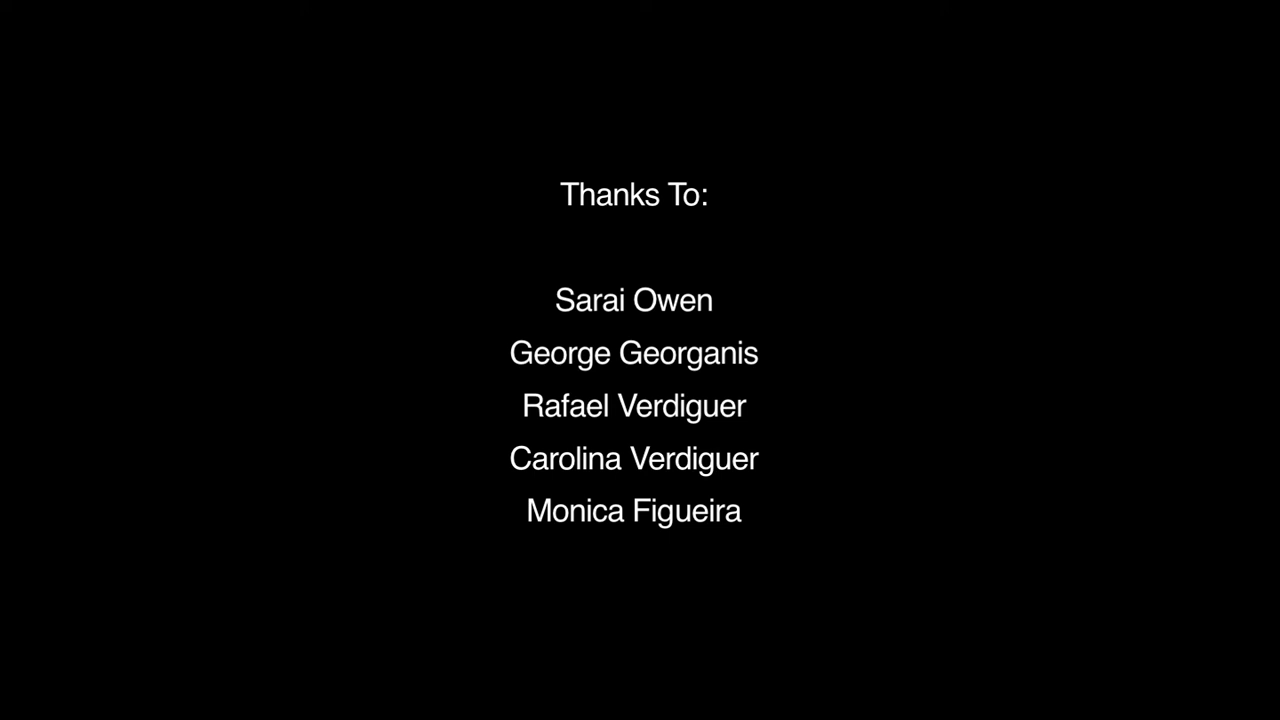 Thanks To:
Sarai Owen
George Georganis
Rafael Verdiguer
Carolina Verdiguer
Monica Figueira